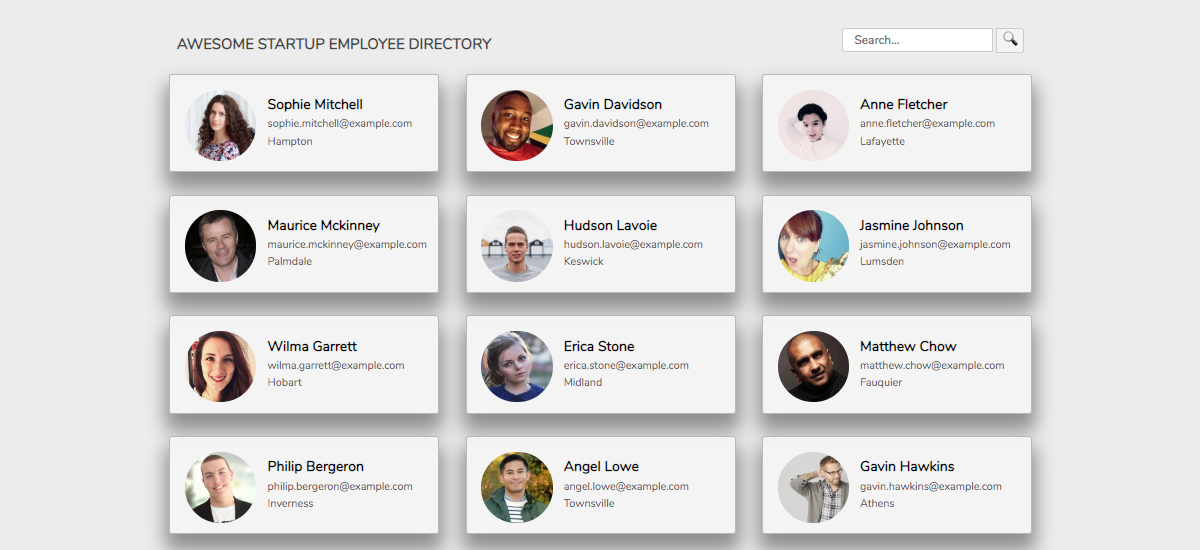 AWESOME STARTUP EMPLOYEE DIRECTORY
Search...
Sophie Mitchell
sophie.mitchell@example.com
Hampton
Gavin Davidson
gavin.davidson@example.com
Townsville
Anne Fletcher
anne.fletcher@example.com
Lafayette
Maurice Mckinney
maurice.mckinney@example.com
Palmdale
Hudson Lavoie
hudson.lavoie@example.com
Keswick
Jasmine Johnson
jasmine.johnson@example.com
Lumsden
Wilma Garrett
wilma.garrett@example.com
Hobart
Erica Stone
erica.stone@example.com
Midland
Matthew Chow
matthew.chow@example.com
Fauquier
Philip Bergeron
philip.bergeron@example.com
Inverness
Angel Lowe
angel.lowe@example.com
Townsville
Gavin Hawkins
gavin.hawkins@example.com
Athens